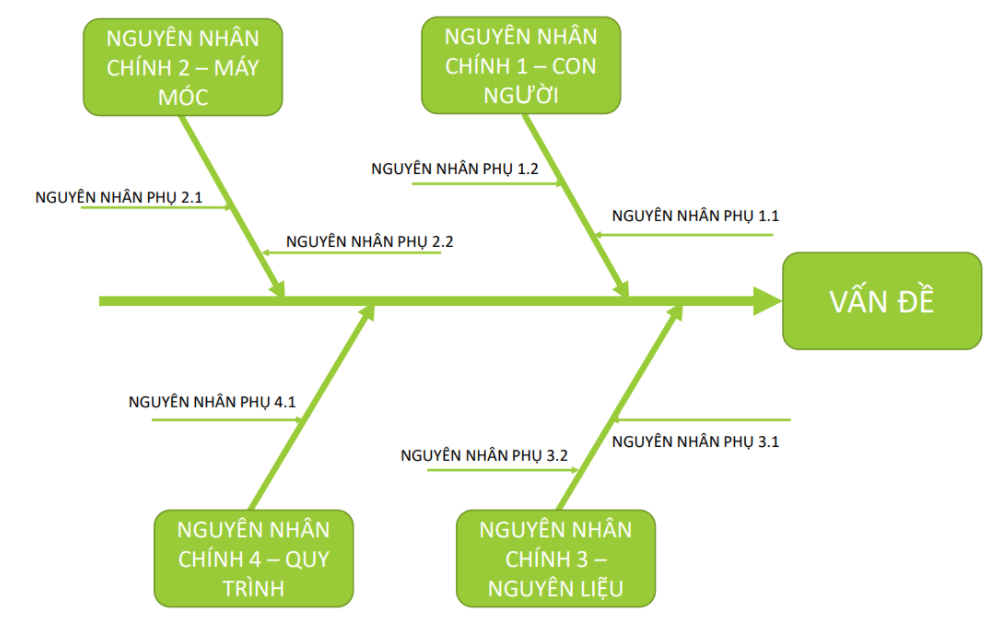 NGUYÊN NHÂN
CHÍNH 2 – MÁY
MÓC
NGUYÊN NHÂN
CHÍNH 1 – CON
NGƯỜI
NGUYÊN NHÂN PHỤ 1.2
NGUYÊN NHÂN PHỤ 2.1
NGUYÊN NHÂN PHỤ 1.1
NGUYÊN NHÂN PHỤ 2.2
VẤN ĐỀ
NGUYÊN NHÂN PHỤ 4.1
NGUYÊN NHÂN PHỤ 3.1
NGUYÊN NHÂN PHỤ 3.2
NGUYÊN NHÂN
CHÍNH 4 – QUY
TRÌNH
NGUYÊN NHÂN
CHÍNH 3 –
NGUYÊN LIỆU